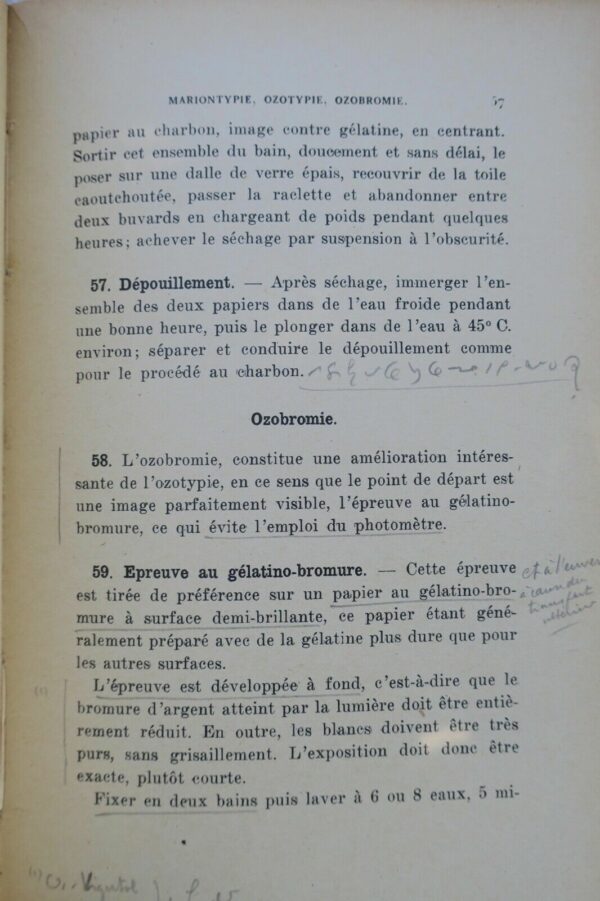 MARIONTYPIE, OZOTYPIE, OZOBROMIE. 57
papier au charbon, image contre gélatine, en centrant.
Sortir cet ensemble du bain, doucement et sans délai, le
poser sur une dalle de verre épais, recouvrir de la toile
caoutchoutée, passer la raclette et abandonner entre
deux buvards en chargeant de poids pendant quelques
heures; achever le séchage par suspension à l'obscurité.
57. Dépouillement. — Après séchage, immerger l'en-
semble des deux papiers dans de l'eau froide pendant
une bonne heure, puis le plonger dans de l'eau à 45° C.
environ; séparer et conduire le dépouillement comme
pour le procédé au charbon.
Ozobromie.
58. L'ozobromie, constitue une amélioration intéres-
sante de l'ozotypie, en ce sens que le point de départ est
une image parfaitement visible, l'épreuve au gélatino-
bromure, ce qui évite l'emploi du photomètre.
59. Epreuve au gélatino-bromure. — Cette épreuve
est tirée de préférence sur un papier au gélatino-bro-
mure à surface demi-brillante, ce papier étant géné-
ralement préparé avec de la gélatine plus dure que pour
les autres surfaces.
et à l'envers
à cause du
transfert
ultérieur
(1)
L'épreuve est développée à fond, c'est-à-dire que le
bromure d'argent atteint par la lumière doit être entiè-
rement réduit. En outre, les blancs doivent être très
purs, sans grisaillement. L'exposition doit donc être
exacte, plutôt courte.
Fixer en deux bains puis laver à 6 ou 8 eaux, 5 mi-
(1)